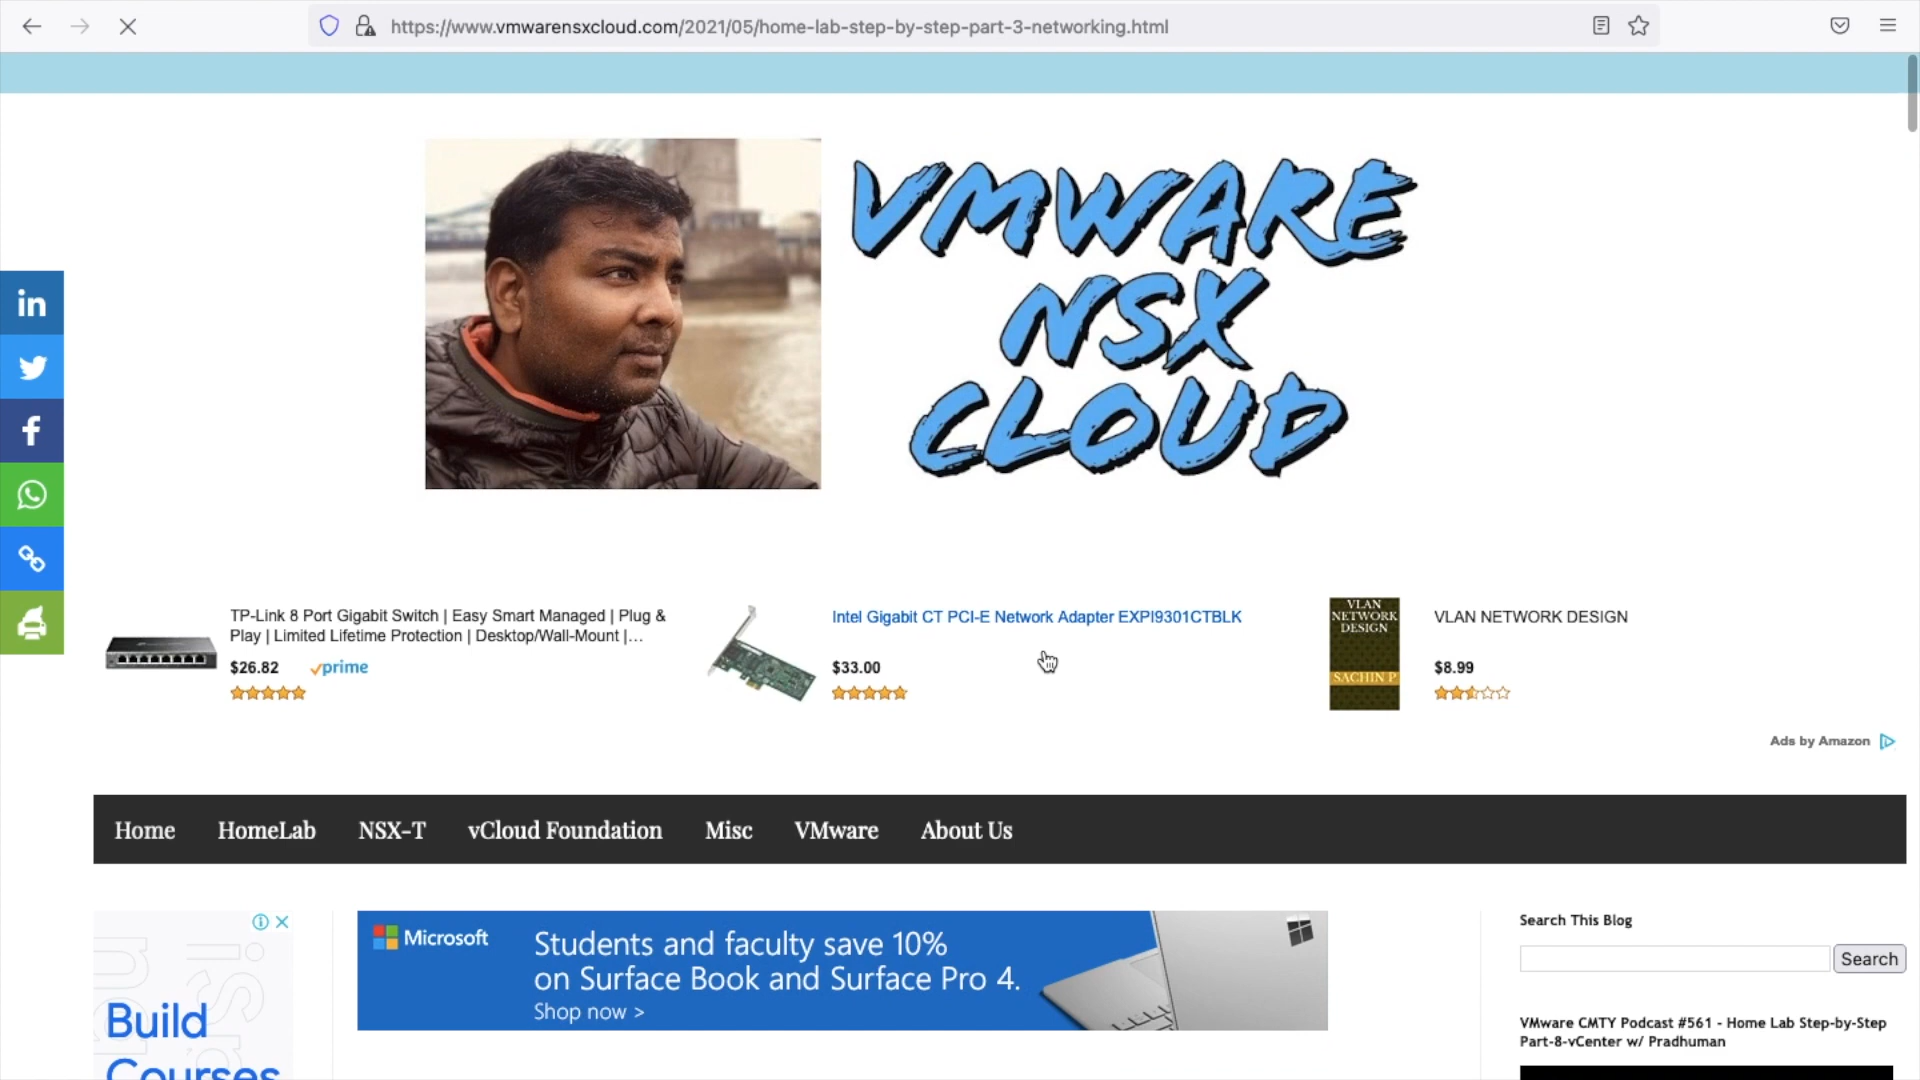 https://www.vmwarensxcloud.com/2021/05/home-lab-step-by-step-part-3-networking.html
VMWARE
NSX
CLOUD
in
f
TP-Link 8 Port Gigabit Switch | Easy Smart Managed | Plug &
Play | Limited Lifetime Protection | Desktop/Wall-Mount |...
$26.82 prime
Intel Gigabit CT PCI-E Network Adapter EXPI9301CTBLK
$33.00
VLAN
NETWORK
DESIGN
SACHIN P
VLAN NETWORK DESIGN
$8.99
Ads by Amazon
Home HomeLab NSX-T vCloud Foundation Misc VMware About Us
Build
Courses
Microsoft
Students and faculty save 10%
on Surface Book and Surface Pro 4.
Shop now >
Search This Blog
Search
VMware CMTY Podcast #561 - Home Lab Step-by-Step
Part-8-vCenter w/ Pradhuman